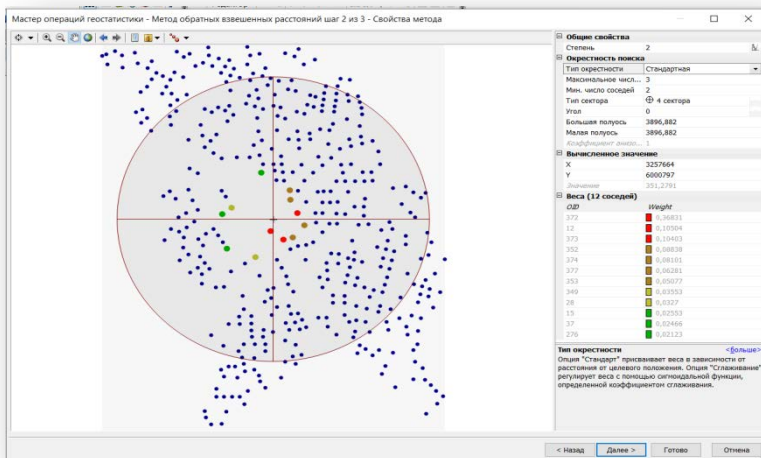 Мастер операций геостатистики - Метод обратных взвешенных расстояний шаг 2 из 3 - Свойства метода
Общие свойства
Степень 2
Окрестность поиска
Тип окрестности Стандартная
Максимальное числ... 3
Мин. число соседей 2
Тип сектора 4 сектора
Угол 0
Большая полуось 3896,882
Малая полуось 3896,882
Коэффициент анизо... 1
Вычисленное значение
X 3257664
Y 6000797
Значение 351,2791
Веса (12 соседей)
OID Weight
372 0,36831
12 0,10504
373 0,10403
352 0,08838
374 0,08101
377 0,06281
353 0,05077
349 0,03553
28 0,0327
15 0,02553
37 0,02466
276 0,02123
Тип окрестности <больше>
Опция "Стандарт" присваивает веса в зависимости от
расстояния от целевого положения. Опция "Сглаживание"
регулирует веса с помощью сигмоидальной функции,
определенной коэффициентом сглаживания.
< Назад Далее > Готово Отмена